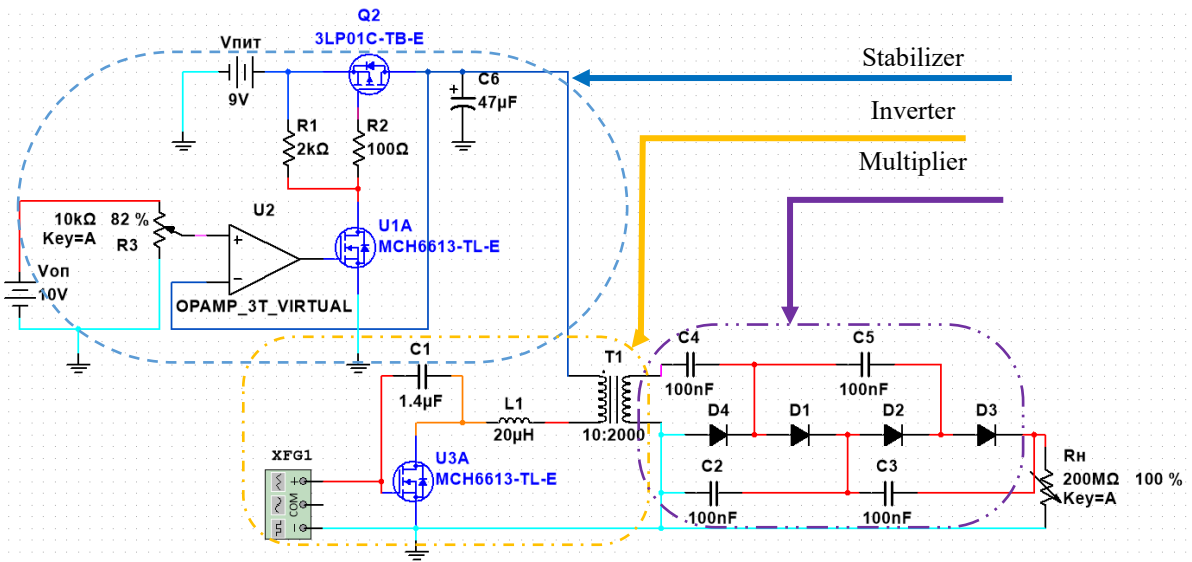 Q2
3LP01C-TB-E
Vпит
9V
C6
47µF
R1
2kΩ
R2
100Ω
Stabilizer
Inverter
Multiplier
10kΩ 82 %
Key=A
R3
U2
U1A
MCH6613-TL-E
Vоп
10V
OPAMP_3T_VIRTUAL
C1
1.4µF
L1
20µH
T1
10:2000
C4
100nF
C5
100nF
D4
D1
D2
D3
C2
100nF
C3
100nF
Rн
200MΩ 100 %
Key=A
XFG1
COM
U3A
MCH6613-TL-E